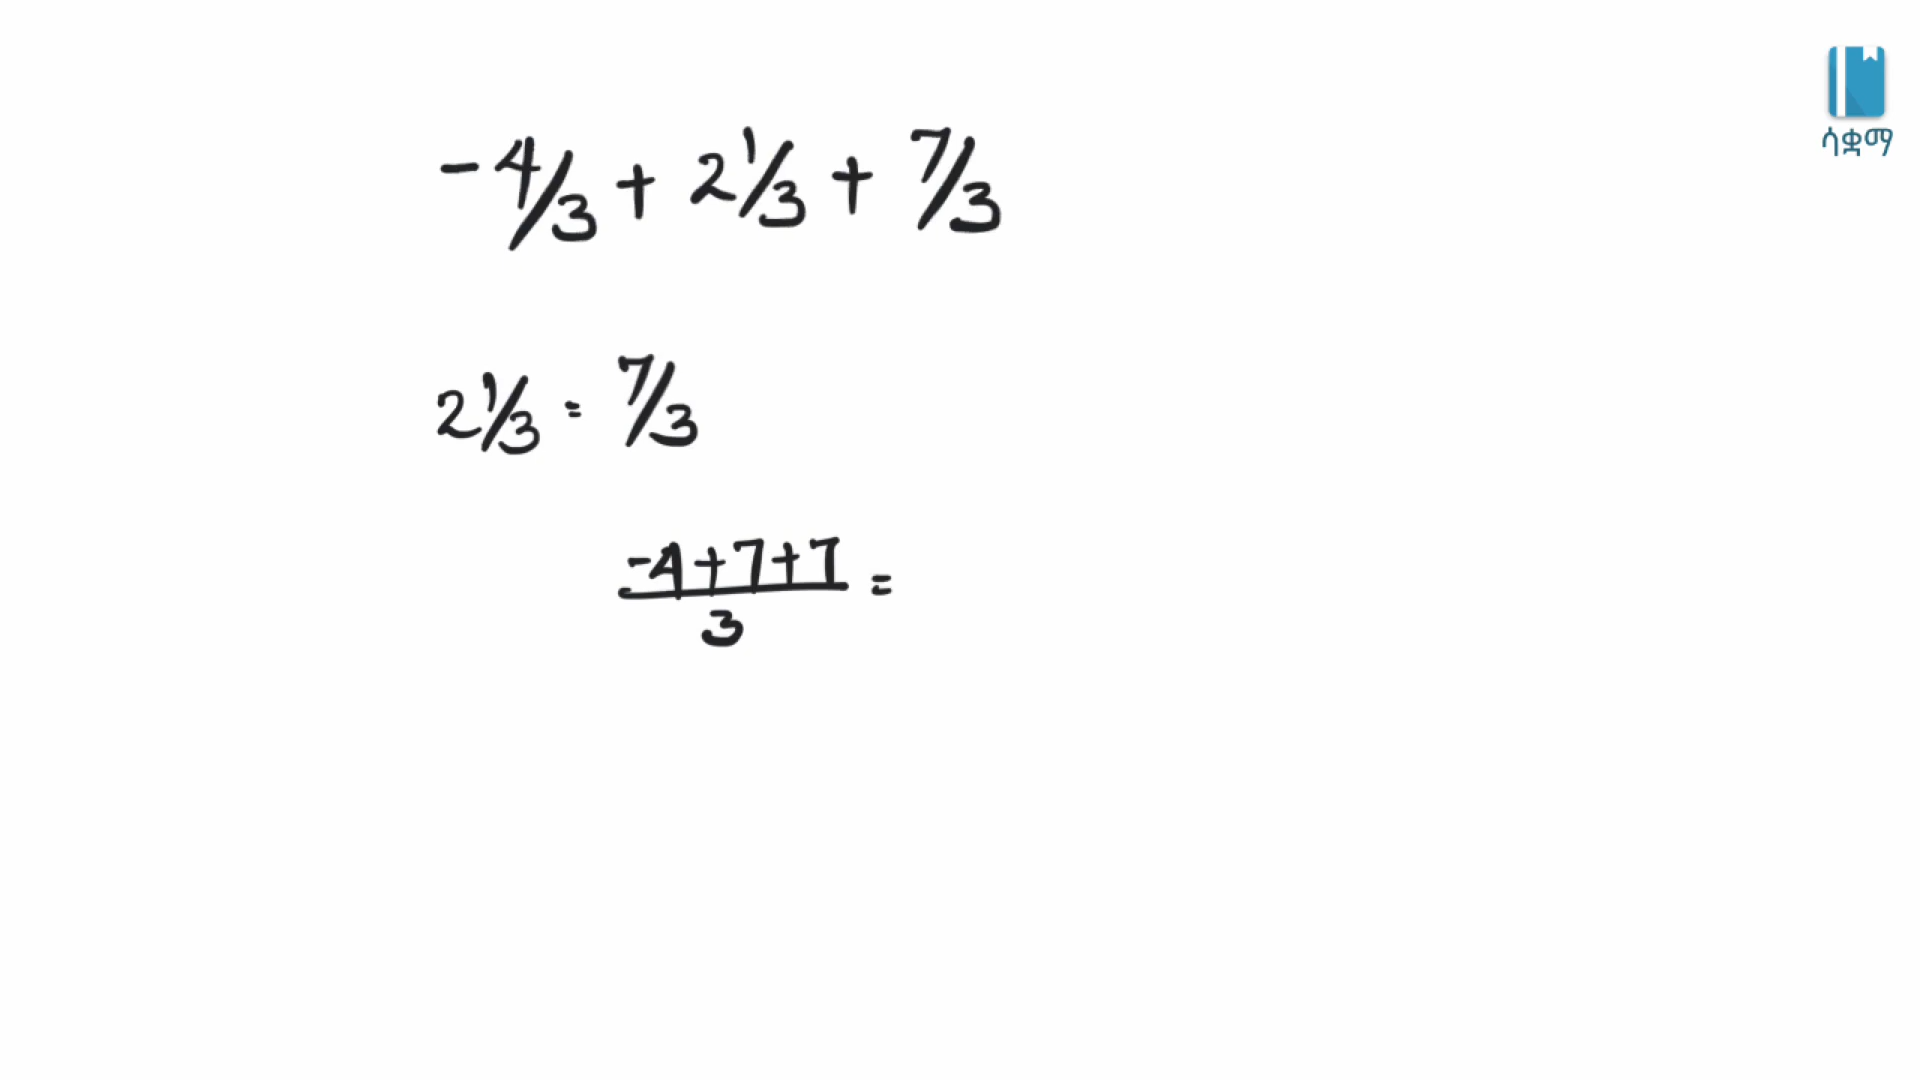 ሳቋማ
-4/3 + 2 1/3 + 7/3
2 1/3 = 7/3
-4+7+7 =
3